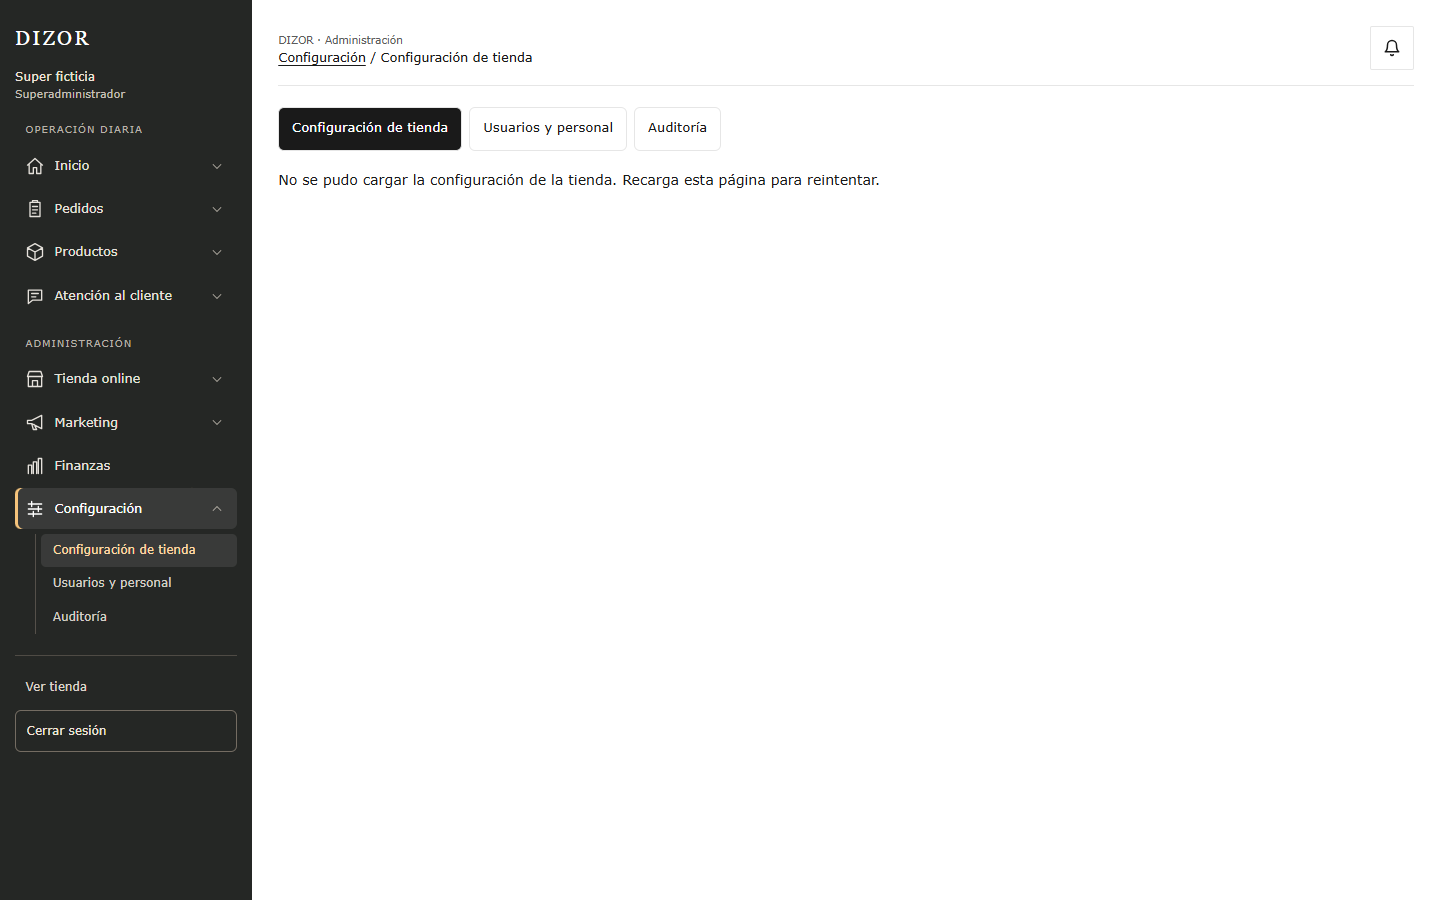 DIZOR
Super ficticia
Superadministrador
OPERACIÓN DIARIA
Inicio
Pedidos
Productos
Atención al cliente
ADMINISTRACIÓN
Tienda online
Marketing
Finanzas
Configuración
Configuración de tienda
Usuarios y personal
Auditoría
Ver tienda
Cerrar sesión
DIZOR · Administración
Configuración / Configuración de tienda
Configuración de tienda
Usuarios y personal
Auditoría
No se pudo cargar la configuración de la tienda. Recarga esta página para reintentar.